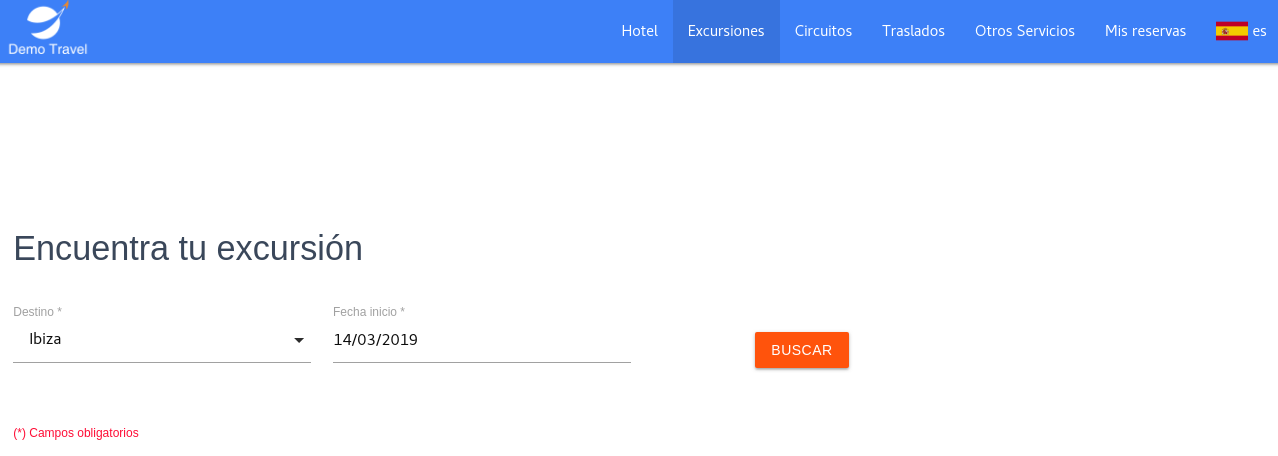 Demo Travel
Hotel Excursiones Circuitos Traslados Otros Servicios Mis reservas es
Encuentra tu excursión
Destino * Fecha inicio *
Ibiza 14/03/2019
BUSCAR
(*) Campos obligatorios